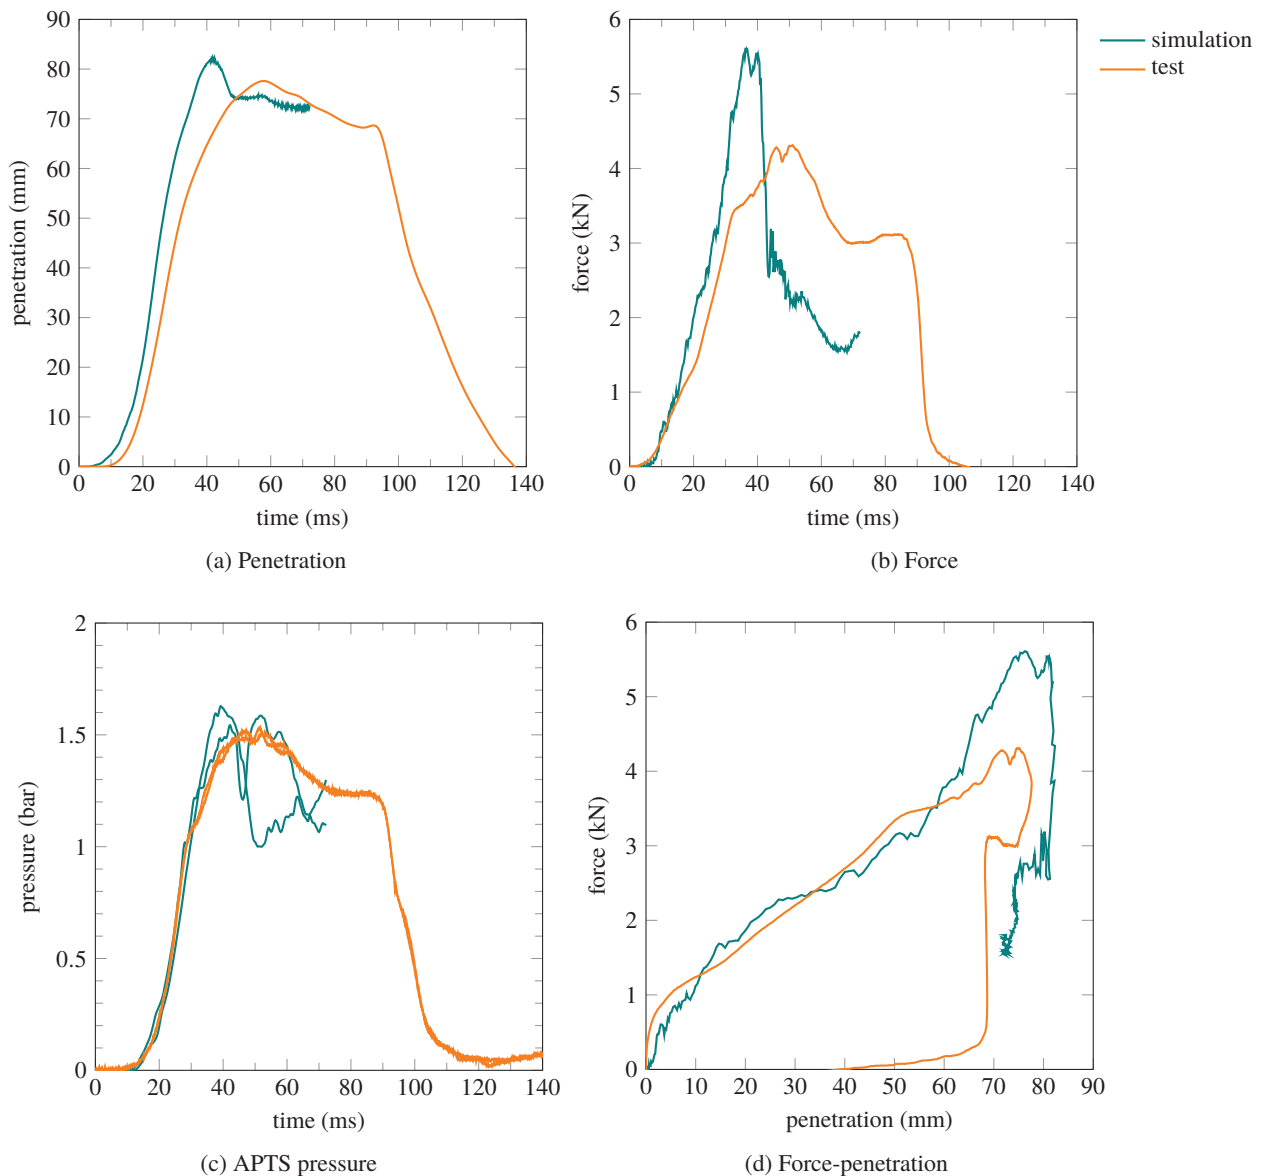 90
80
70
60
50
40
30
20
10
0
penetration (mm)
0 20 40 60 80 100 120 140
time (ms)
(a) Penetration
6
5
4
3
2
1
0
force (kN)
0 20 40 60 80 100 120 140
time (ms)
(b) Force
simulation
test
2
1.5
1
0.5
0
pressure (bar)
0 20 40 60 80 100 120 140
time (ms)
(c) APTS pressure
6
5
4
3
2
1
0
force (kN)
0 10 20 30 40 50 60 70 80 90
penetration (mm)
(d) Force-penetration